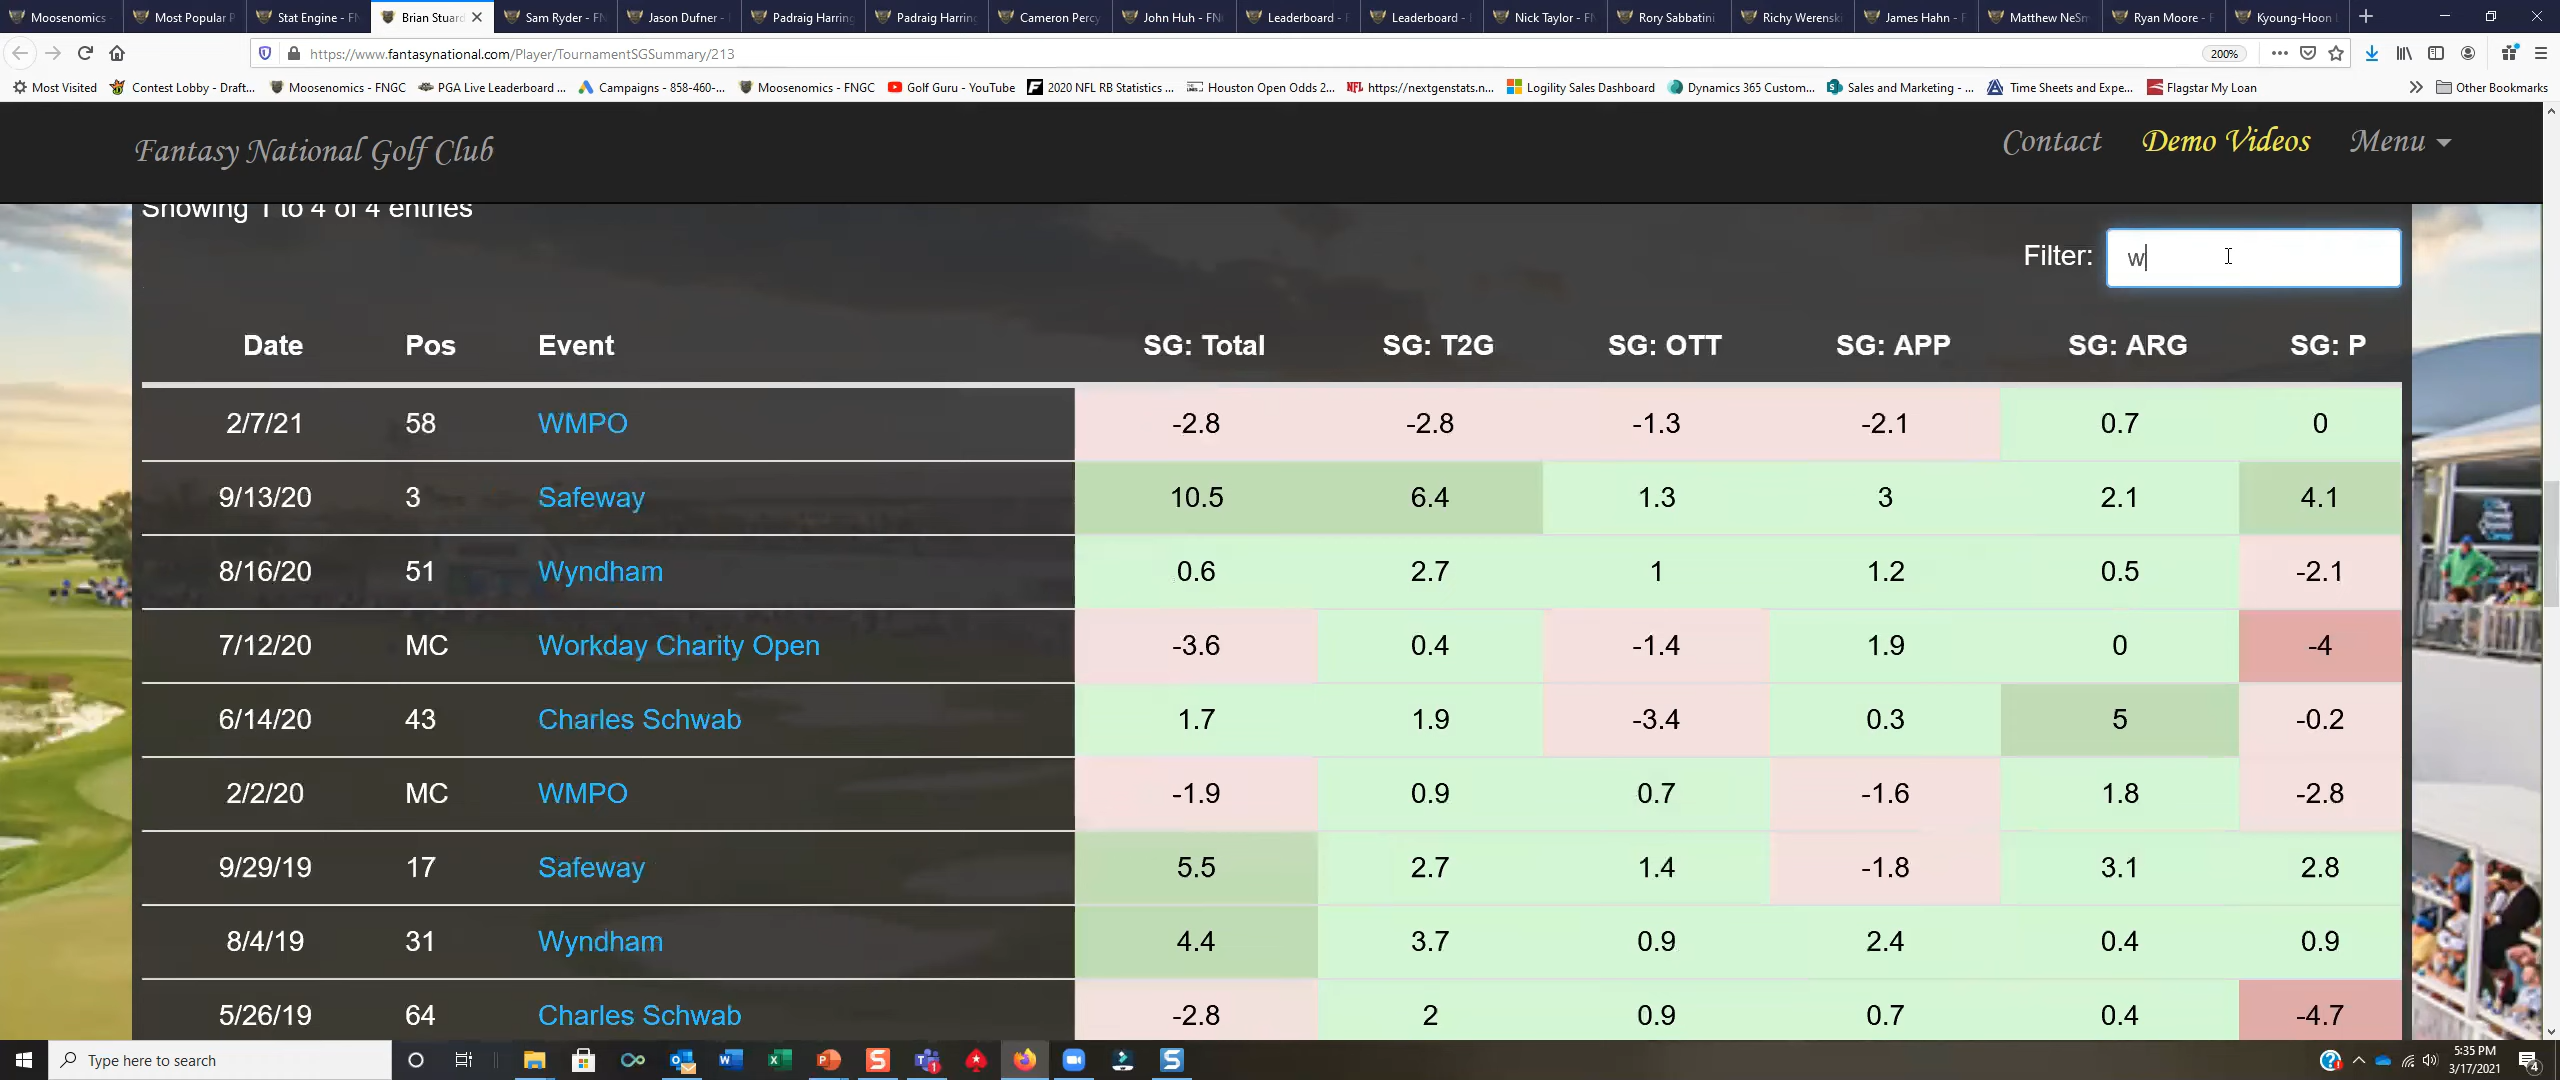 Moosenomics - Most Popular P Stat Engine - FN Brian Stuard Sam Ryder - FN Jason Dufner - Padraig Harring Padraig Harring Cameron Percy John Huh - FN Leaderboard - Leaderboard - Nick Taylor - FN Rory Sabbatini Richy Werenski James Hahn - F Matthew NeSm Ryan Moore - F Kyoung-Hoon L
https://www.fantasynational.com/Player/TournamentSGSummary/213 200%
Most Visited Contest Lobby - Draft... Moosenomics - FNGC PGA Live Leaderboard ... Campaigns - 858-460-... Moosenomics - FNGC Golf Guru - YouTube 2020 NFL RB Statistics ... Houston Open Odds 2... https://nextgenstats.n... Logility Sales Dashboard Dynamics 365 Custom... Sales and Marketing - ... Time Sheets and Expe... Flagstar My Loan Other Bookmarks
Fantasy National Golf Club Contact Demo Videos Menu
Showing 1 to 4 of 4 entries
Filter: w
Date Pos Event SG: Total SG: T2G SG: OTT SG: APP SG: ARG SG: P
2/7/21 58 WMPO -2.8 -2.8 -1.3 -2.1 0.7 0
9/13/20 3 Safeway 10.5 6.4 1.3 3 2.1 4.1
8/16/20 51 Wyndham 0.6 2.7 1 1.2 0.5 -2.1
7/12/20 MC Workday Charity Open -3.6 0.4 -1.4 1.9 0 -4
6/14/20 43 Charles Schwab 1.7 1.9 -3.4 0.3 5 -0.2
2/2/20 MC WMPO -1.9 0.9 0.7 -1.6 1.8 -2.8
9/29/19 17 Safeway 5.5 2.7 1.4 -1.8 3.1 2.8
8/4/19 31 Wyndham 4.4 3.7 0.9 2.4 0.4 0.9
5/26/19 64 Charles Schwab -2.8 2 0.9 0.7 0.4 -4.7
Type here to search 5:35 PM
3/17/2021